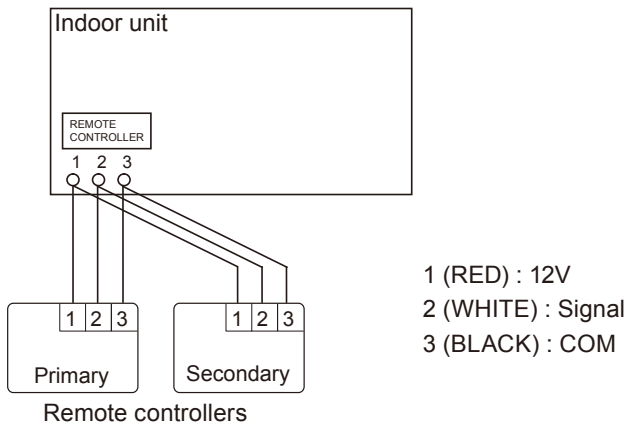 Indoor unit
REMOTE
CONTROLLER
1 2 3
1 (RED) : 12V
2 (WHITE) : Signal
3 (BLACK) : COM
1 2 3
1 2 3
Primary
Secondary
Remote controllers